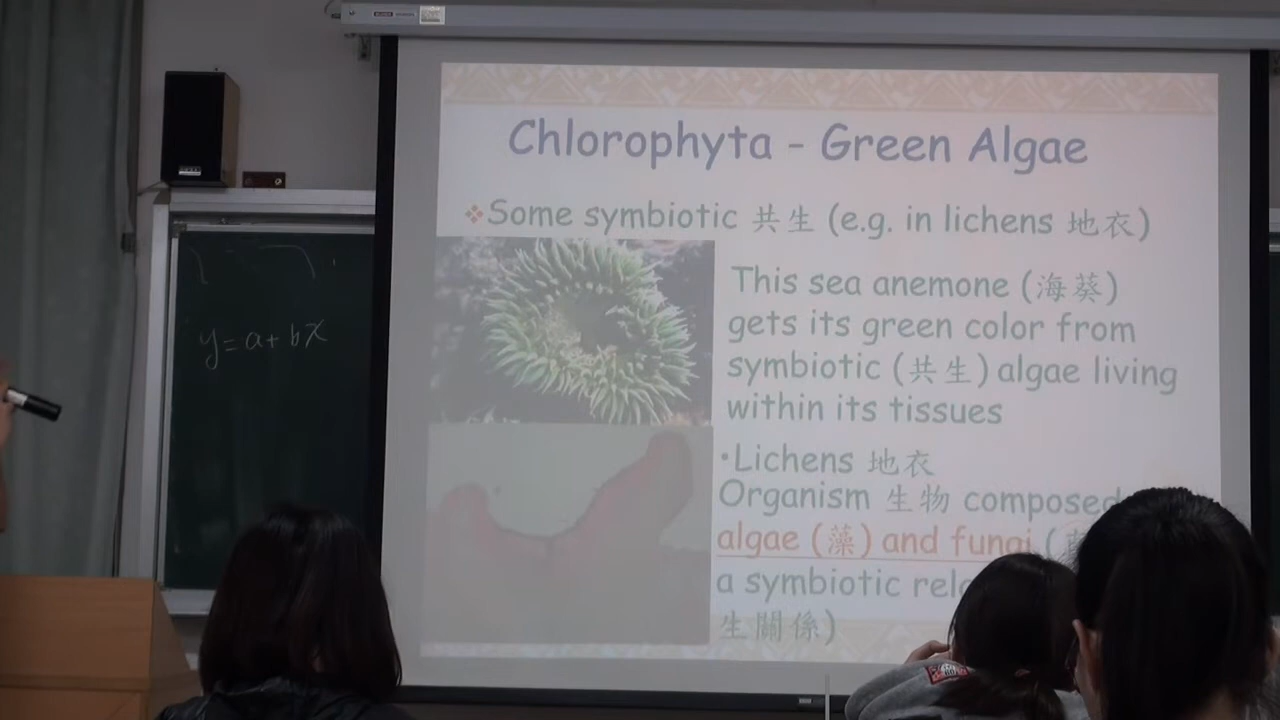 Chlorophyta - Green Algae
Some symbiotic 共生 (e.g. in lichens 地衣)
This sea anemone (海葵)
gets its green color from
symbiotic (共生) algae living
within its tissues
•Lichens 地衣
Organism 生物 composed
algae (藻) and fungi (
a symbiotic
生關係)
y=a+bx